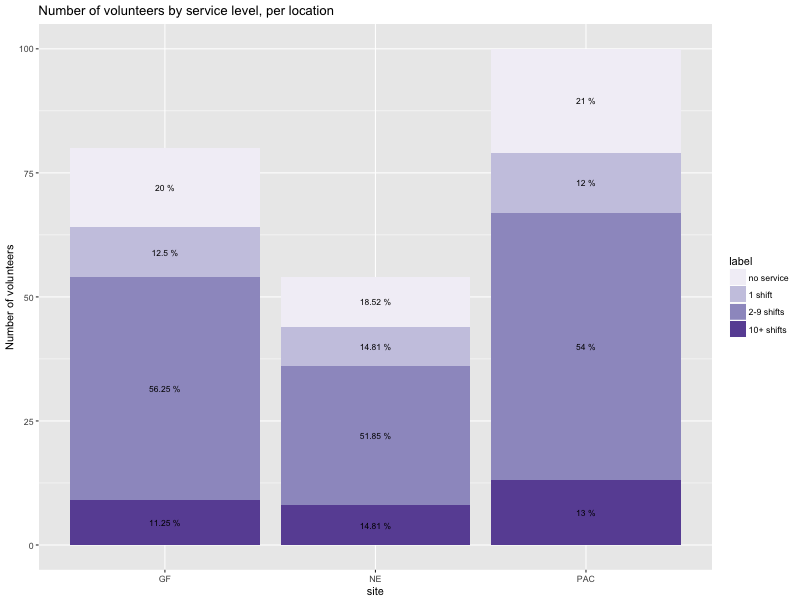 Number of volunteers by service level, per location
Number of volunteers
100
75
50
25
0
20 %
12.5 %
56.25 %
11.25 %
18.52 %
14.81 %
51.85 %
14.81 %
21 %
12 %
54 %
13 %
GF
NE
PAC
site
label
no service
1 shift
2-9 shifts
10+ shifts